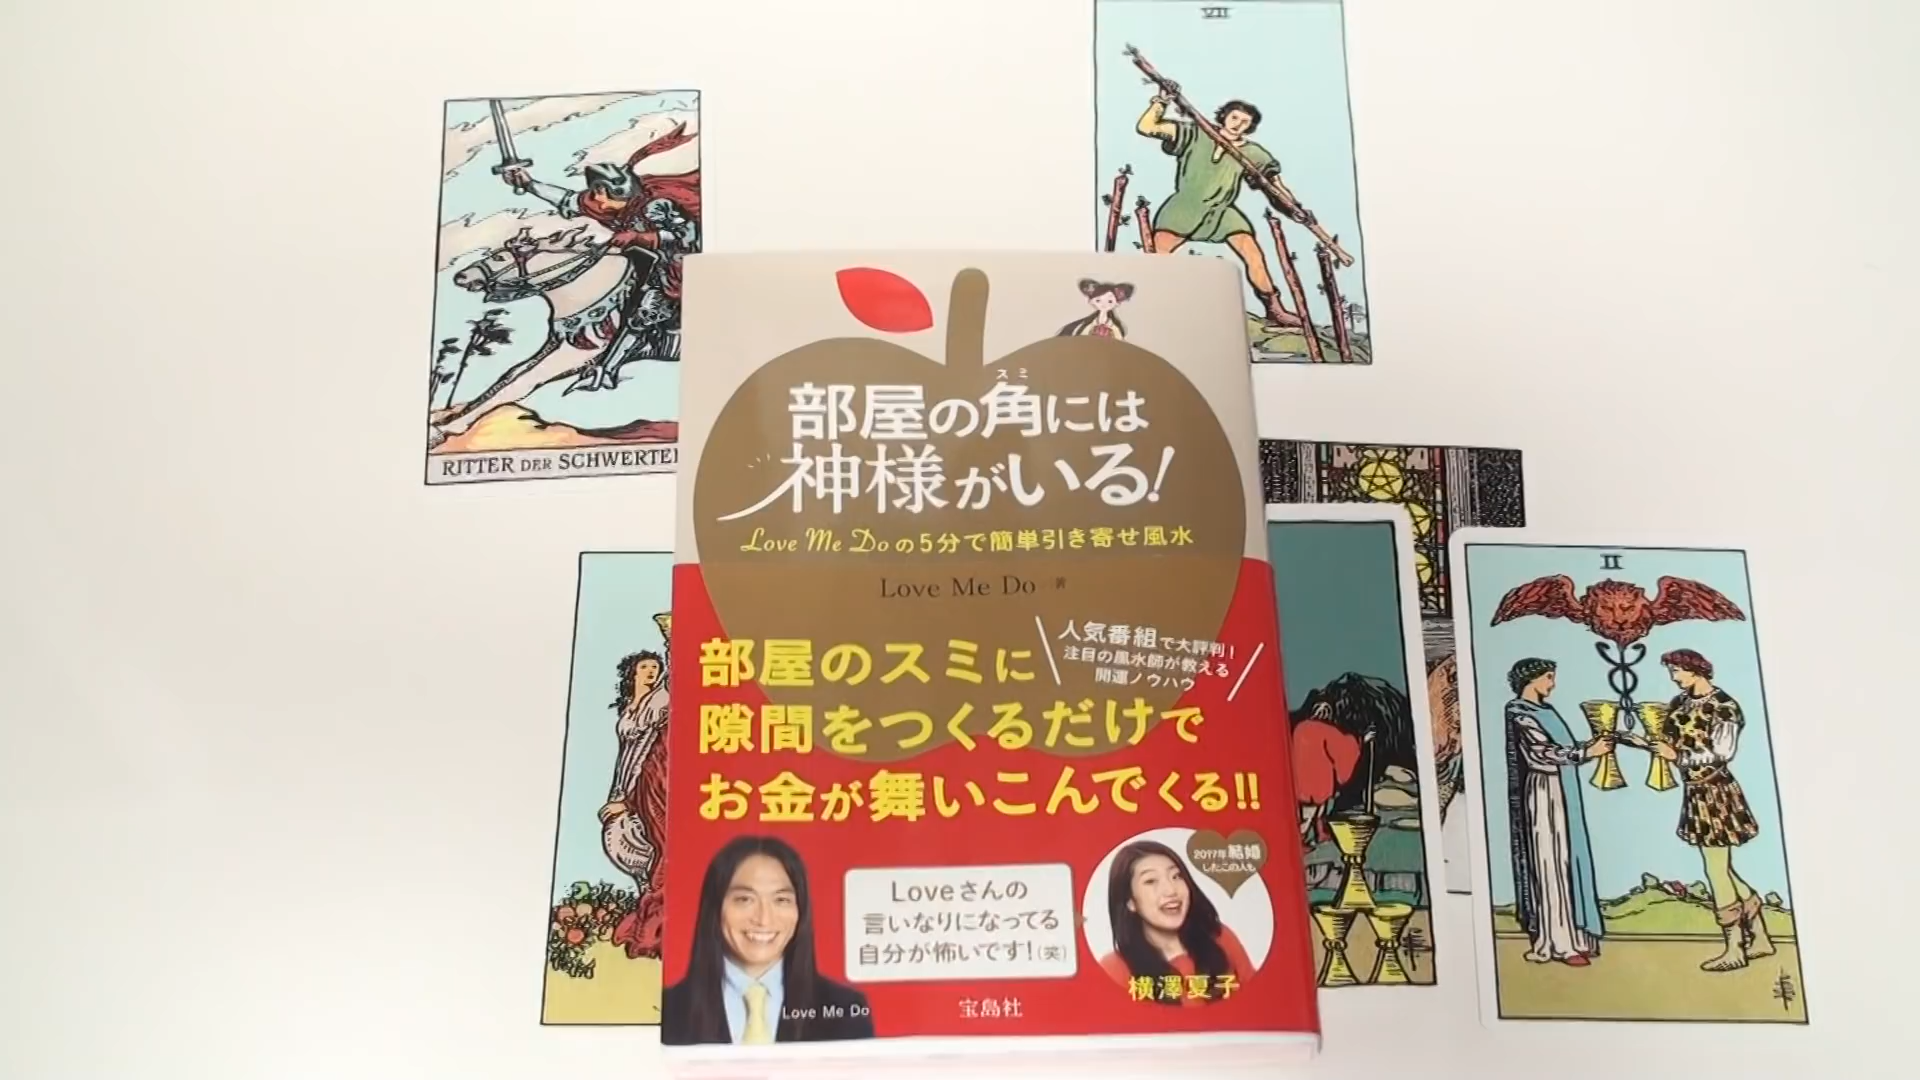 VII
RITTER DER SCHWERTER
スミ
部屋の角には
神様がいる!
Love Me Doの5分で簡単引き寄せ風水
Love Me Do 著
人気番組で大評判!
注目の風水師が教える
開運ノウハウ
部屋のスミに
隙間をつくるだけで
お金が舞いこんでくる!!
2017年結婚
したこの人も
Loveさんの
言いなりになってる
自分が怖いです!(笑)
横澤夏子
Love Me Do
宝島社
II